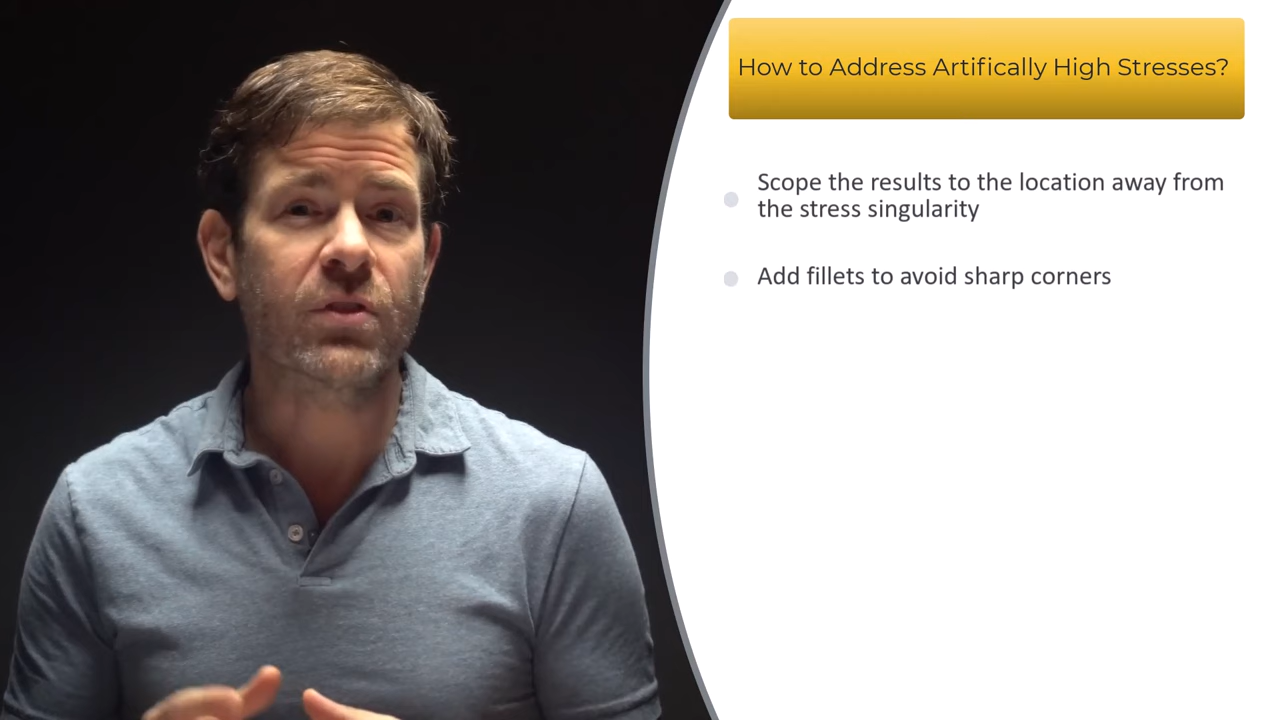 How to Address Artifically High Stresses?
Scope the results to the location away from
the stress singularity
Add fillets to avoid sharp corners